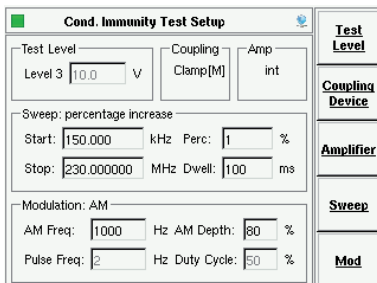 Cond. Immunity Test Setup
Test Level
Level 3 10.0 V
Coupling
Clamp[M]
Amp
int
Sweep: percentage increase
Start: 150.000 kHz Perc: 1 %
Stop: 230.000000 MHz Dwell: 100 ms
Modulation: AM
AM Freq: 1000 Hz AM Depth: 80 %
Pulse Freq: 2 Hz Duty Cycle: 50 %
Test
Level
Coupling
Device
Amplifier
Sweep
Mod